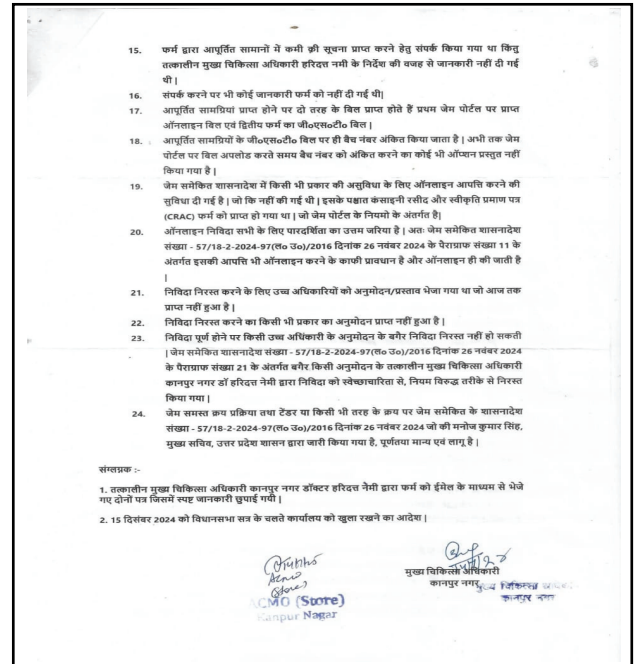 15. फर्म द्वारा आपूर्तित सामानों में कमी की सूचना प्राप्त करने हेतु संपर्क किया गया था किंतु
तत्कालीन मुख्य चिकित्सा अधिकारी हरिदत्त नमी के निर्देश की वजह से जानकारी नहीं दी गई
थी |
16. संपर्क करने पर भी कोई जानकारी फर्म को नहीं दी गई थी|
17. आपूर्तित सामग्रियां प्राप्त होने पर दो तरह के बिल प्राप्त होते हैं प्रथम जेम पोर्टल पर प्राप्त
ऑनलाइन बिल एवं द्वितीय फर्म का जी०एस०टी० बिल |
18. आपूर्तित सामग्रियों के जी०एस०टी० बिल पर ही बैच नंबर अंकित किया जाता है | अभी तक जेम
पोर्टल पर बिल अपलोड करते समय बैच नंबर को अंकित करने का कोई भी ऑप्शन प्रस्तुत नहीं
किया गया है |
19. जेम समेकित शासनादेश में किसी भी प्रकार की असुविधा के लिए ऑनलाइन आपत्ति करने की
सुविधा दी गई है | जो कि नहीं की गई थी | इसके पश्चात कंसाइनी रसीद और स्वीकृति प्रमाण पत्र
(CRAC) फर्म को प्राप्त हो गया था | जो जेम पोर्टल के नियमो के अंतर्गत है|
20. ऑनलाइन निविदा सभी के लिए पारदर्शिता का उत्तम जरिया है | अतः जेम समेकित शासनादेश
संख्या - 57/18-2-2024-97(ल० उ०)/2016 दिनांक 26 नवंबर 2024 के पैराग्राफ संख्या 11 के
अंतर्गत इसकी आपत्ति भी ऑनलाइन करने के काफी प्रावधान है और ऑनलाइन ही की जाती है
|
21. निविदा निरस्त करने के लिए उच्च अधिकारियों को अनुमोदन/प्रस्ताव भेजा गया था जो आज तक
प्राप्त नहीं हुआ है |
22. निविदा निरस्त करने का किसी भी प्रकार का अनुमोदन प्राप्त नहीं हुआ है |
23. निविदा पूर्ण होने पर किसी उच्च अधिकारी के अनुमोदन के बगैर निविदा निरस्त नहीं हो सकती
| जेम समेकित शासनादेश संख्या - 57/18-2-2024-97(ल० उ०)/2016 दिनांक 26 नवंबर 2024
के पैराग्राफ संख्या 21 के अंतर्गत बगैर किसी अनुमोदन के तत्कालीन मुख्य चिकित्सा अधिकारी
कानपुर नगर डॉ हरिदत्त नेमी द्वारा निविदा को स्वेच्छाचारिता से, नियम विरुद्ध तरीके से निरस्त
किया गया |
24. जेम समस्त क्रय प्रक्रिया तथा टेंडर या किसी भी तरह के क्रय पर जेम समेकित के शासनादेश
संख्या - 57/18-2-2024-97(ल० उ०)/2016 दिनांक 26 नवंबर 2024 जो की मनोज कुमार सिंह,
मुख्य सचिव, उत्तर प्रदेश शासन द्वारा जारी किया गया है, पूर्णतया मान्य एवं लागू है |
संग्लग्नक :-
1. तत्कालीन मुख्य चिकित्सा अधिकारी कानपुर नगर डॉक्टर हरिदत्त नेमी द्वारा फर्म को ईमेल के माध्यम से भेजे
गए दोनों पत्र जिसमें स्पष्ट जानकारी छुपाई गयी |
2. 15 दिसंबर 2024 को विधानसभा सत्र के चलते कार्यालय को खुला रखने का आदेश |
मुख्य चिकित्सा अधिकारी
कानपुर नगर
मुख्य चिकित्सा
कानपुर नगर
ACMO
(Store)
CMO (Store)
Kanpur Nagar